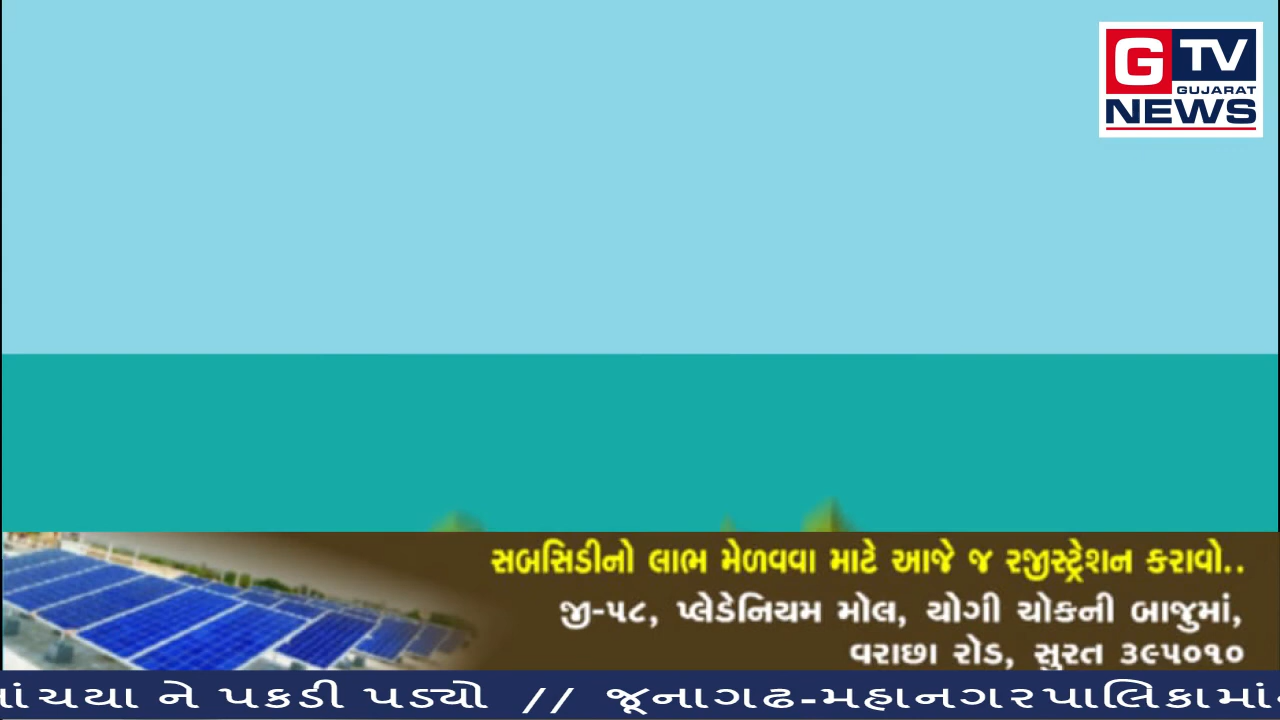 G TV
GUJARAT
NEWS
સબસિડીનો લાભ મેળવવા માટે આજે જ રજીસ્ટ્રેશન કરાવો..
જી-૫૮, પ્લેડેનિયમ મોલ, યોગી ચોકની બાજુમાં,
વરાછા રોડ, સુરત ૩૯૫૦૧૦
ને પકડી પડ્યો // જૂનાગઢ-મહાનગરપાલિકામાં